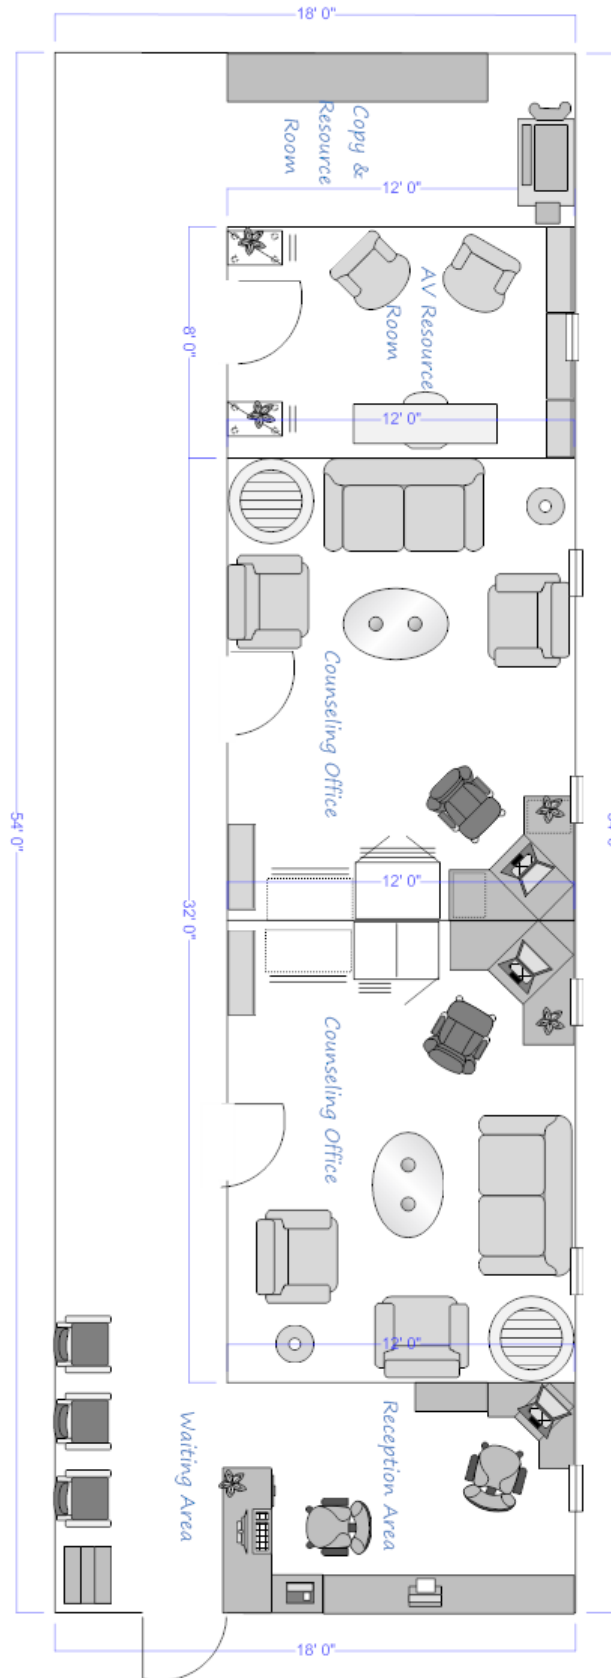 18' 0"
Copy &
Resource
Room
12' 0"
AV Resource
Room
8' 0"
12' 0"
Counseling Office
54' 0"
12' 0"
32' 0"
Counseling Office
12' 0"
Reception Area
Waiting Area
18' 0"